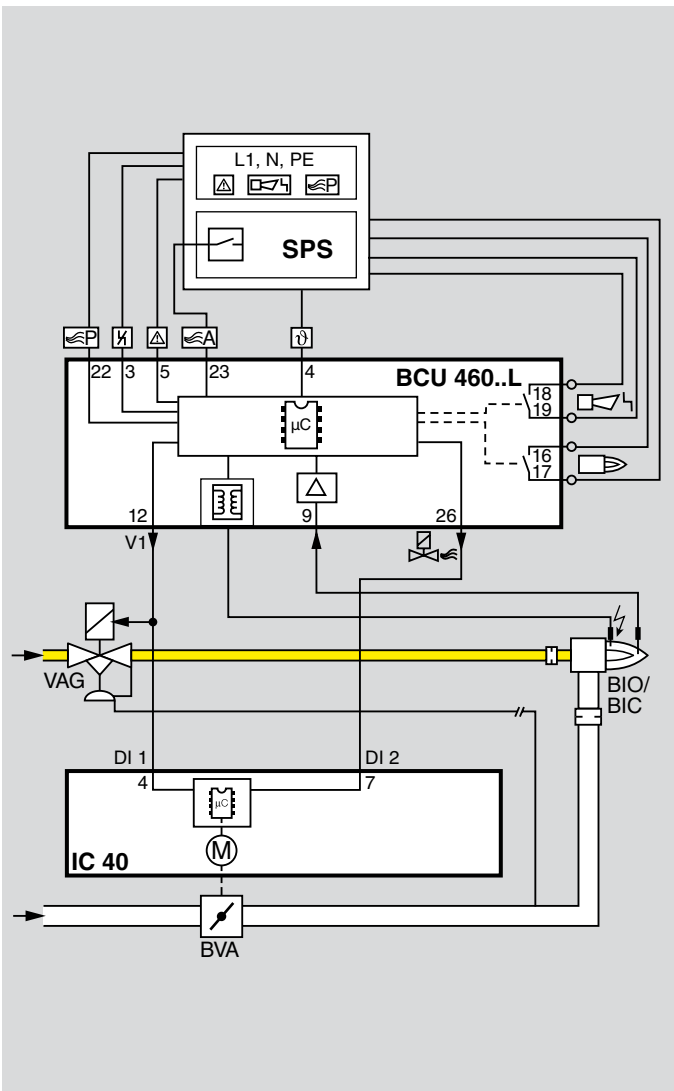 L1, N, PE
P
SPS
P A ϑ
22 3 5 23 4
BCU 460..L
18
19
µC
16
17
12 9 26
V1
VAG
BIO/
BIC
DI 1 DI 2
4 7
µC
M
IC 40
BVA